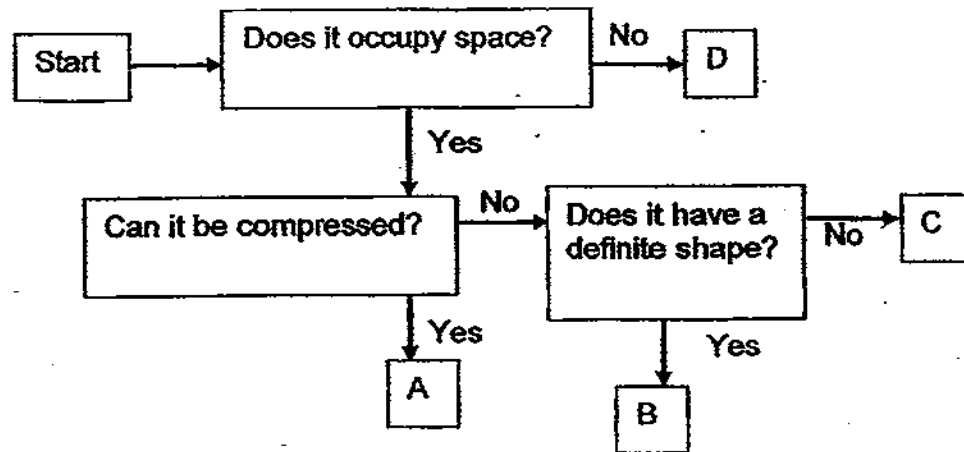 Start
Does it occupy space?
No
D
Yes
Can it be compressed?
No
Does it have a
definite shape?
No
C
Yes
A
Yes
B